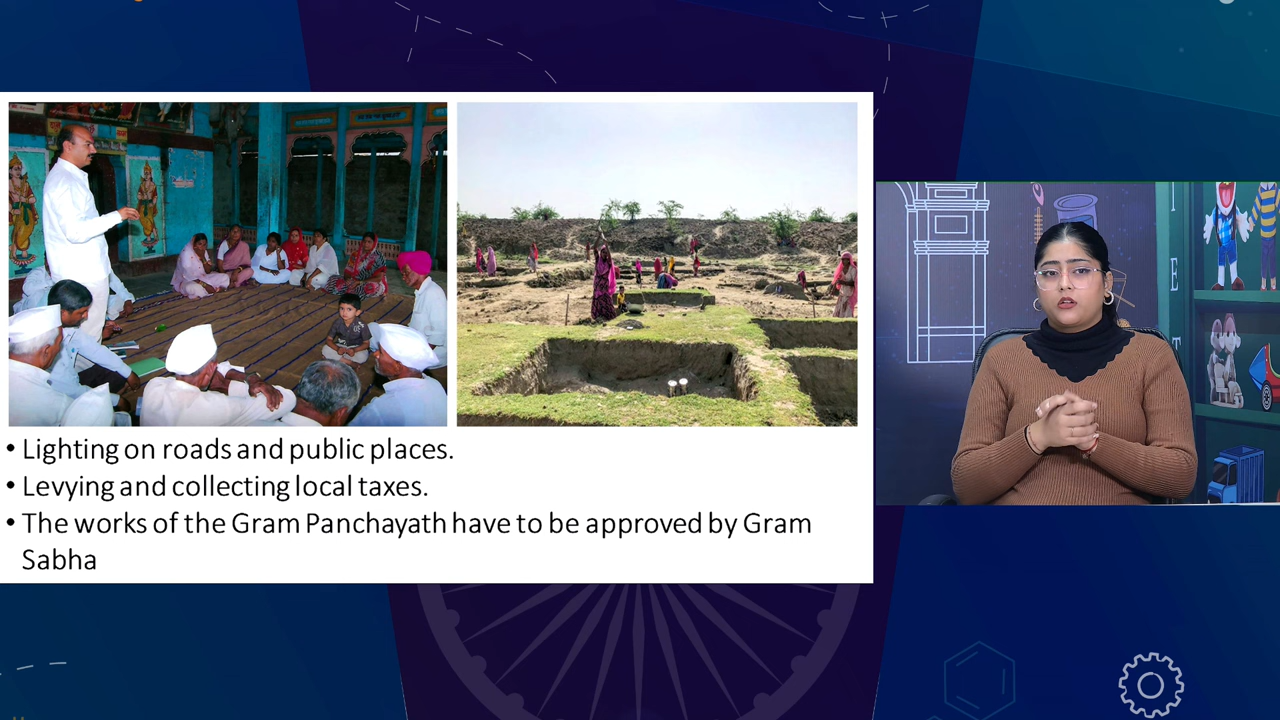 • Lighting on roads and public places.
• Levying and collecting local taxes.
• The works of the Gram Panchayath have to be approved by Gram
Sabha
I
E
T